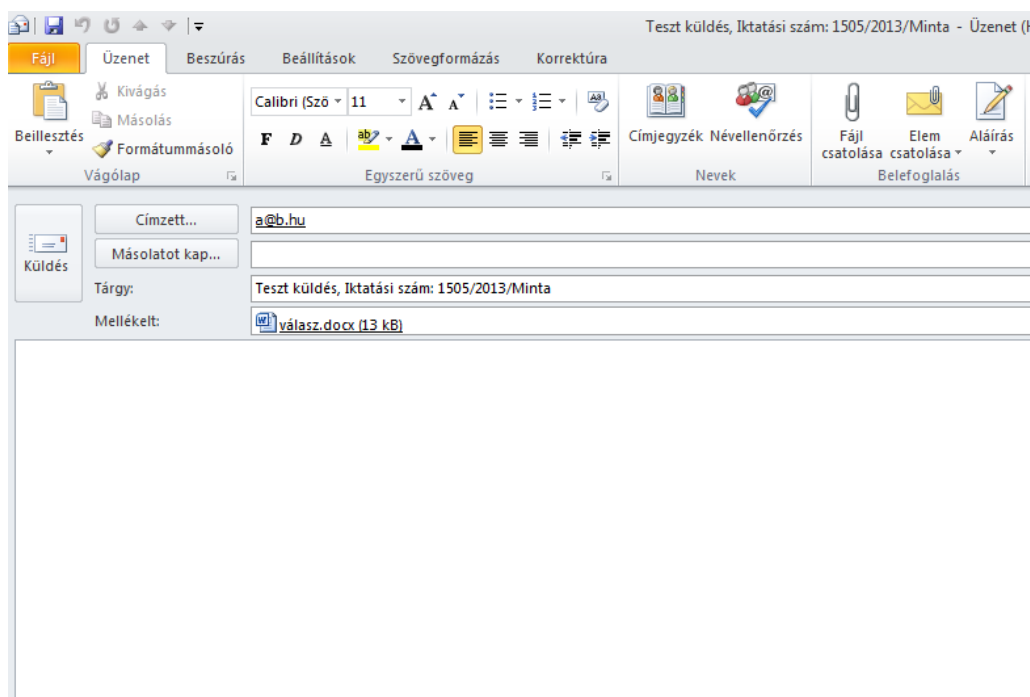 Teszt küldés, Iktatási szám: 1505/2013/Minta - Üzenet (H
Fájl Üzenet Beszúrás Beállítások Szövegformázás Korrektúra
Beillesztés
Kivágás
Másolás
Formátummásoló
Vágólap
Calibri (Szö 11
F D A
Egyszerű szöveg
Címjegyzék Névellenőrzés
Nevek
Fájl csatolása
Elem csatolása
Aláírás
Belefoglalás
Küldés
Címzett... a@b.hu
Másolatot kap...
Tárgy: Teszt küldés, Iktatási szám: 1505/2013/Minta
Mellékelt: válasz.docx (13 kB)